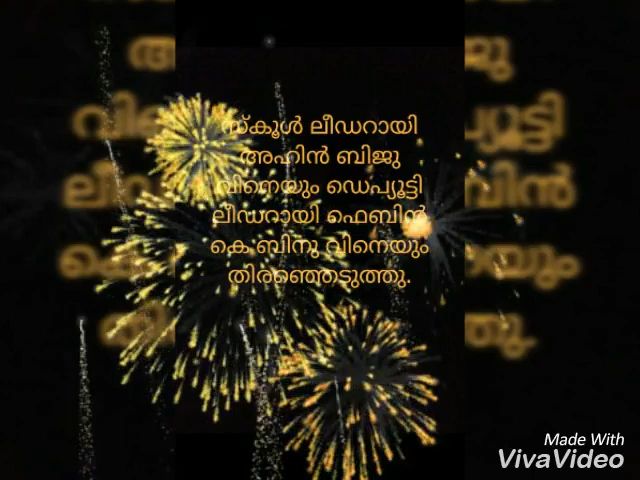 സ്കൂൾ ലീഡറായി
അഹിൻ ബിജു
വിനെയും ഡെപ്യൂട്ടി
ലീഡറായി ഫെബിൻ
കെ ബിനു വിനെയും
തിരഞ്ഞെടുത്തു.
Made With
VivaVideo